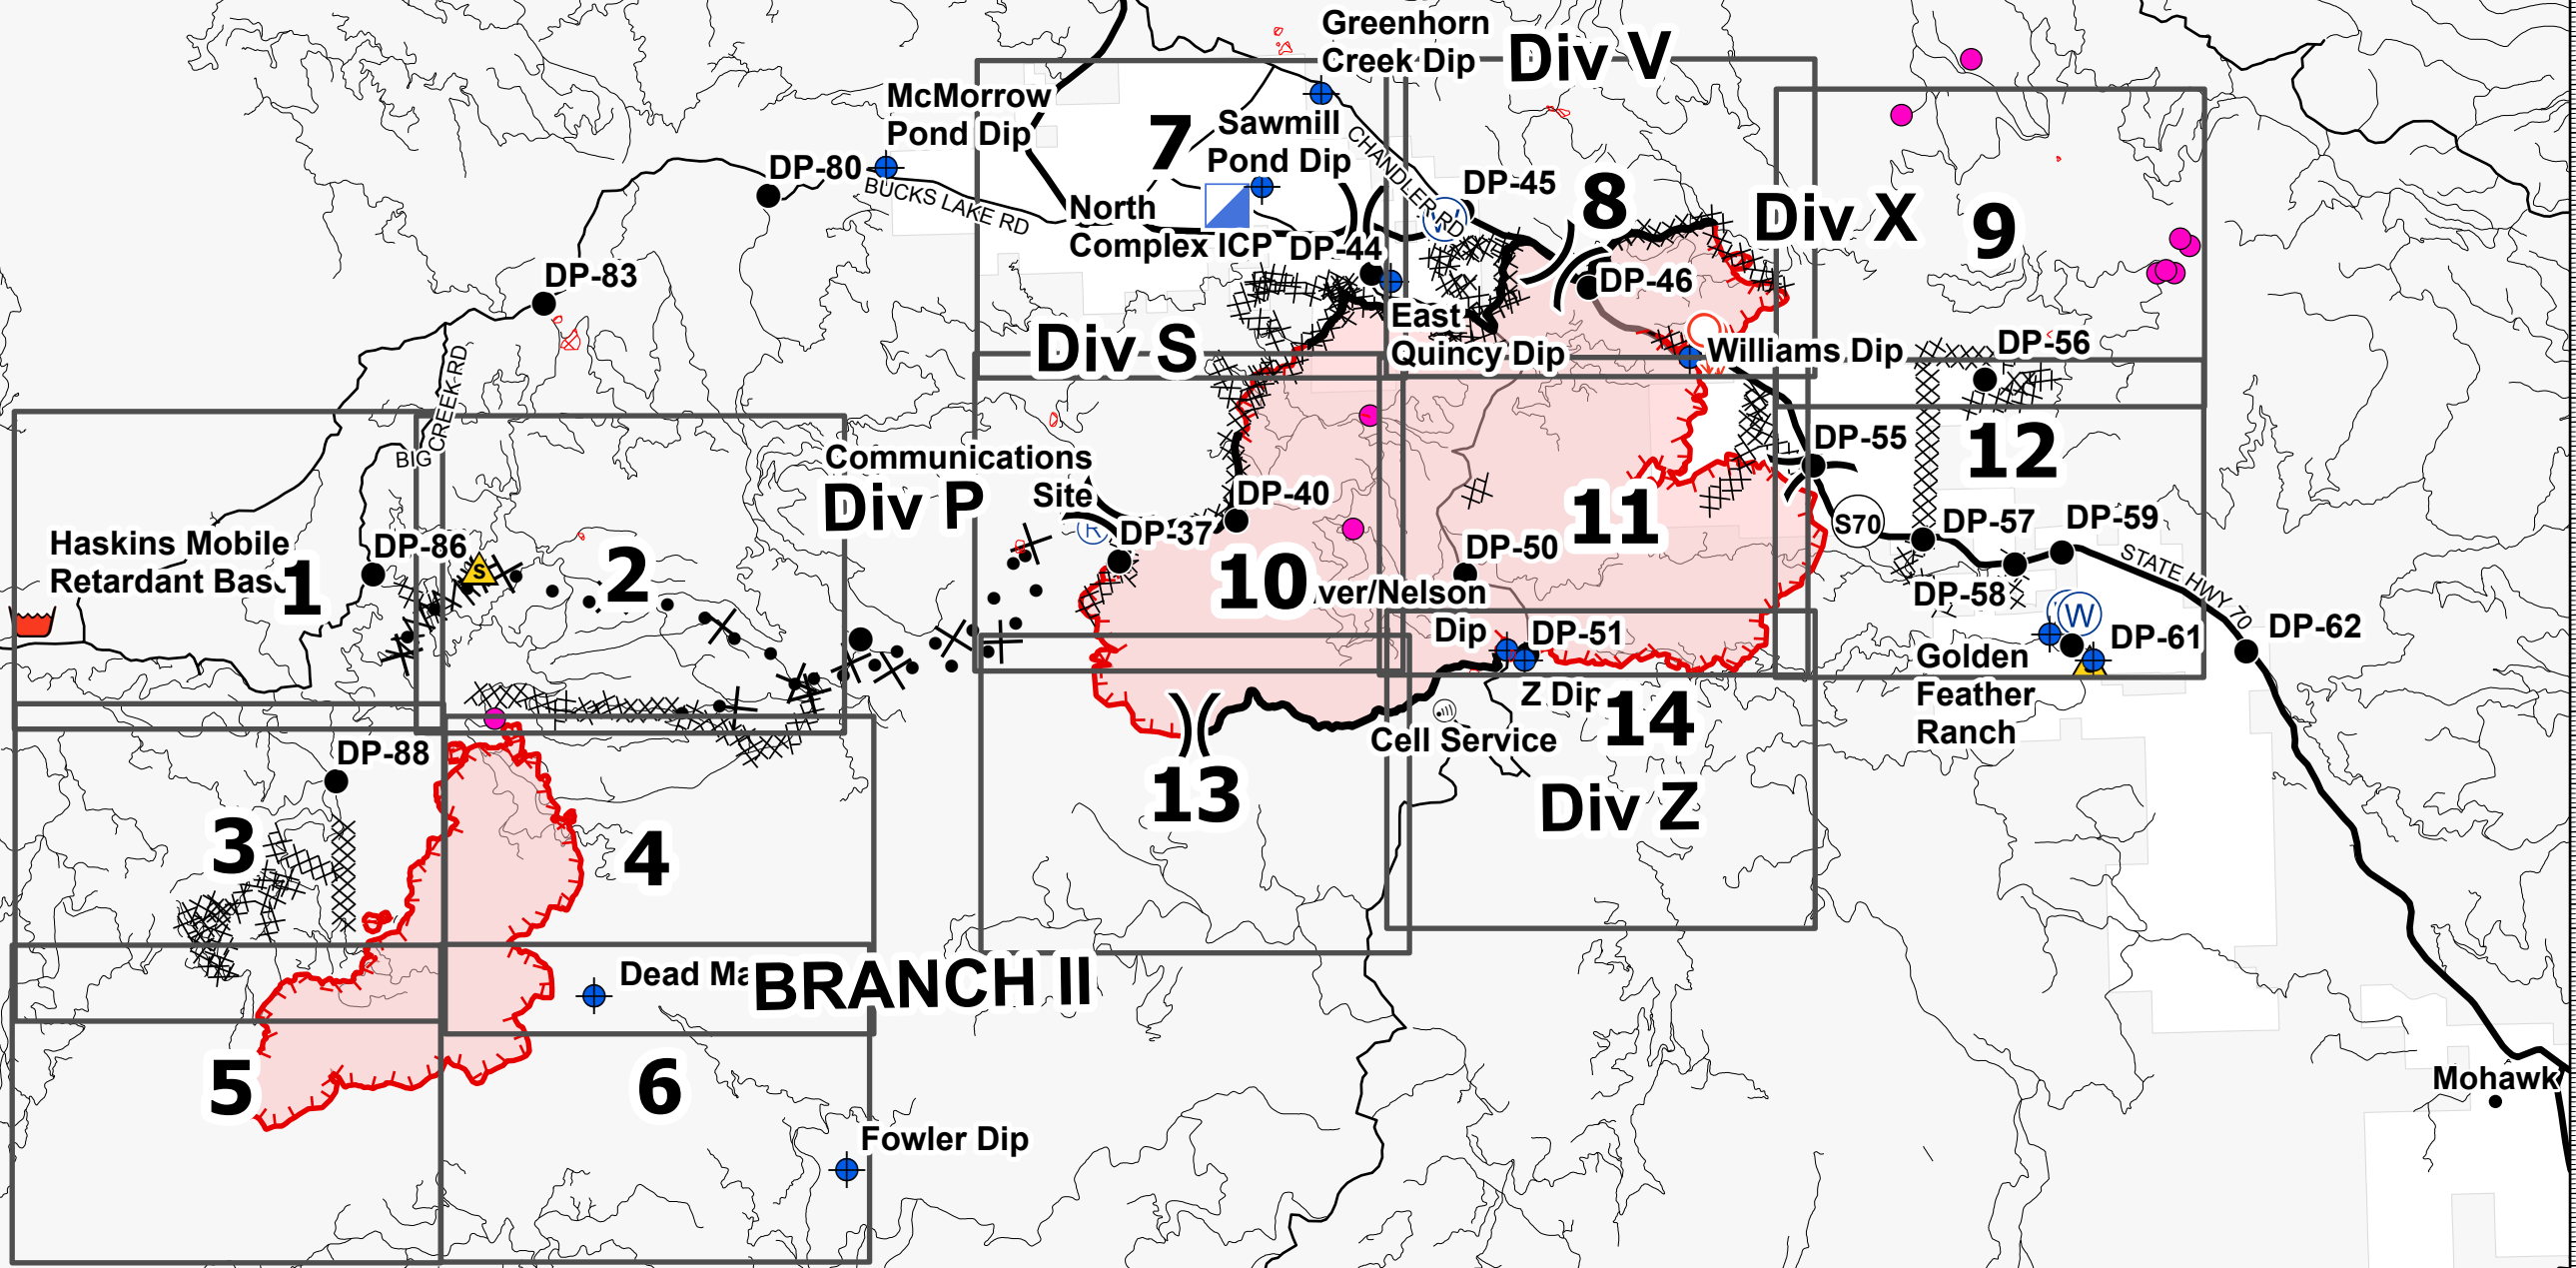 Greenhorn
Creek Dip
Div V
McMorrow
Pond Dip
7
Sawmill
Pond Dip
CHANDLER RD
DP-80
BUCKS LAKE RD
DP-45
8
Div X
9
North
Complex ICP
DP-44
DP-46
DP-83
East
Quincy Dip
Div S
Williams Dip
DP-56
BIG CREEK RD
DP-55
12
Communications
Site
Div P
DP-40
11
R
DP-37
S70
DP-57
DP-59
Haskins Mobile
Retardant Base
1
DP-86
S
2
10
DP-50
ver/Nelson
Dip
DP-58
STATE HWY 70
W
DP-51
DP-61
DP-62
Golden
Feather
Ranch
Z Dip
14
Cell Service
DP-88
13
Div Z
3
4
Dead Ma
BRANCH II
5
6
Mohawk
Fowler Dip